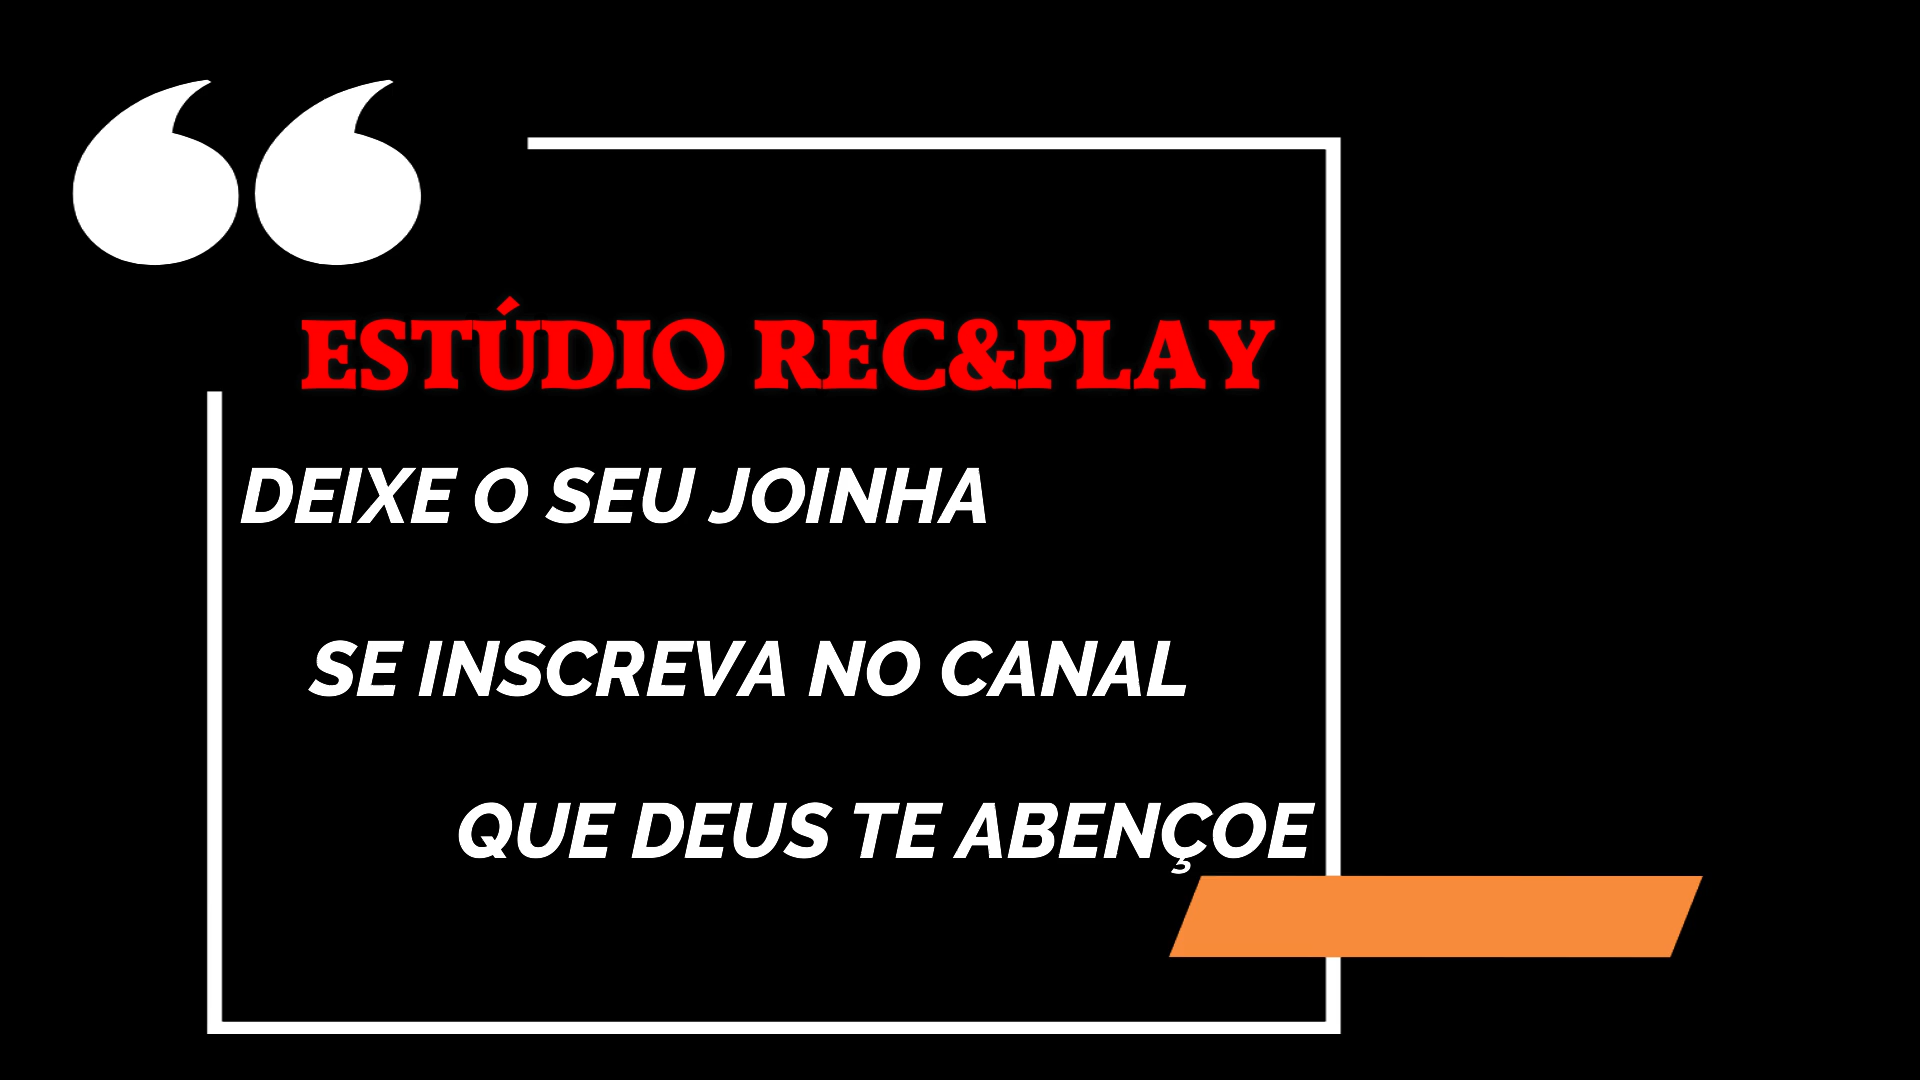 ESTÚDIO REC&PLAY
DEIXE O SEU JOINHA
SE INSCREVA NO CANAL
QUE DEUS TE ABENÇOE